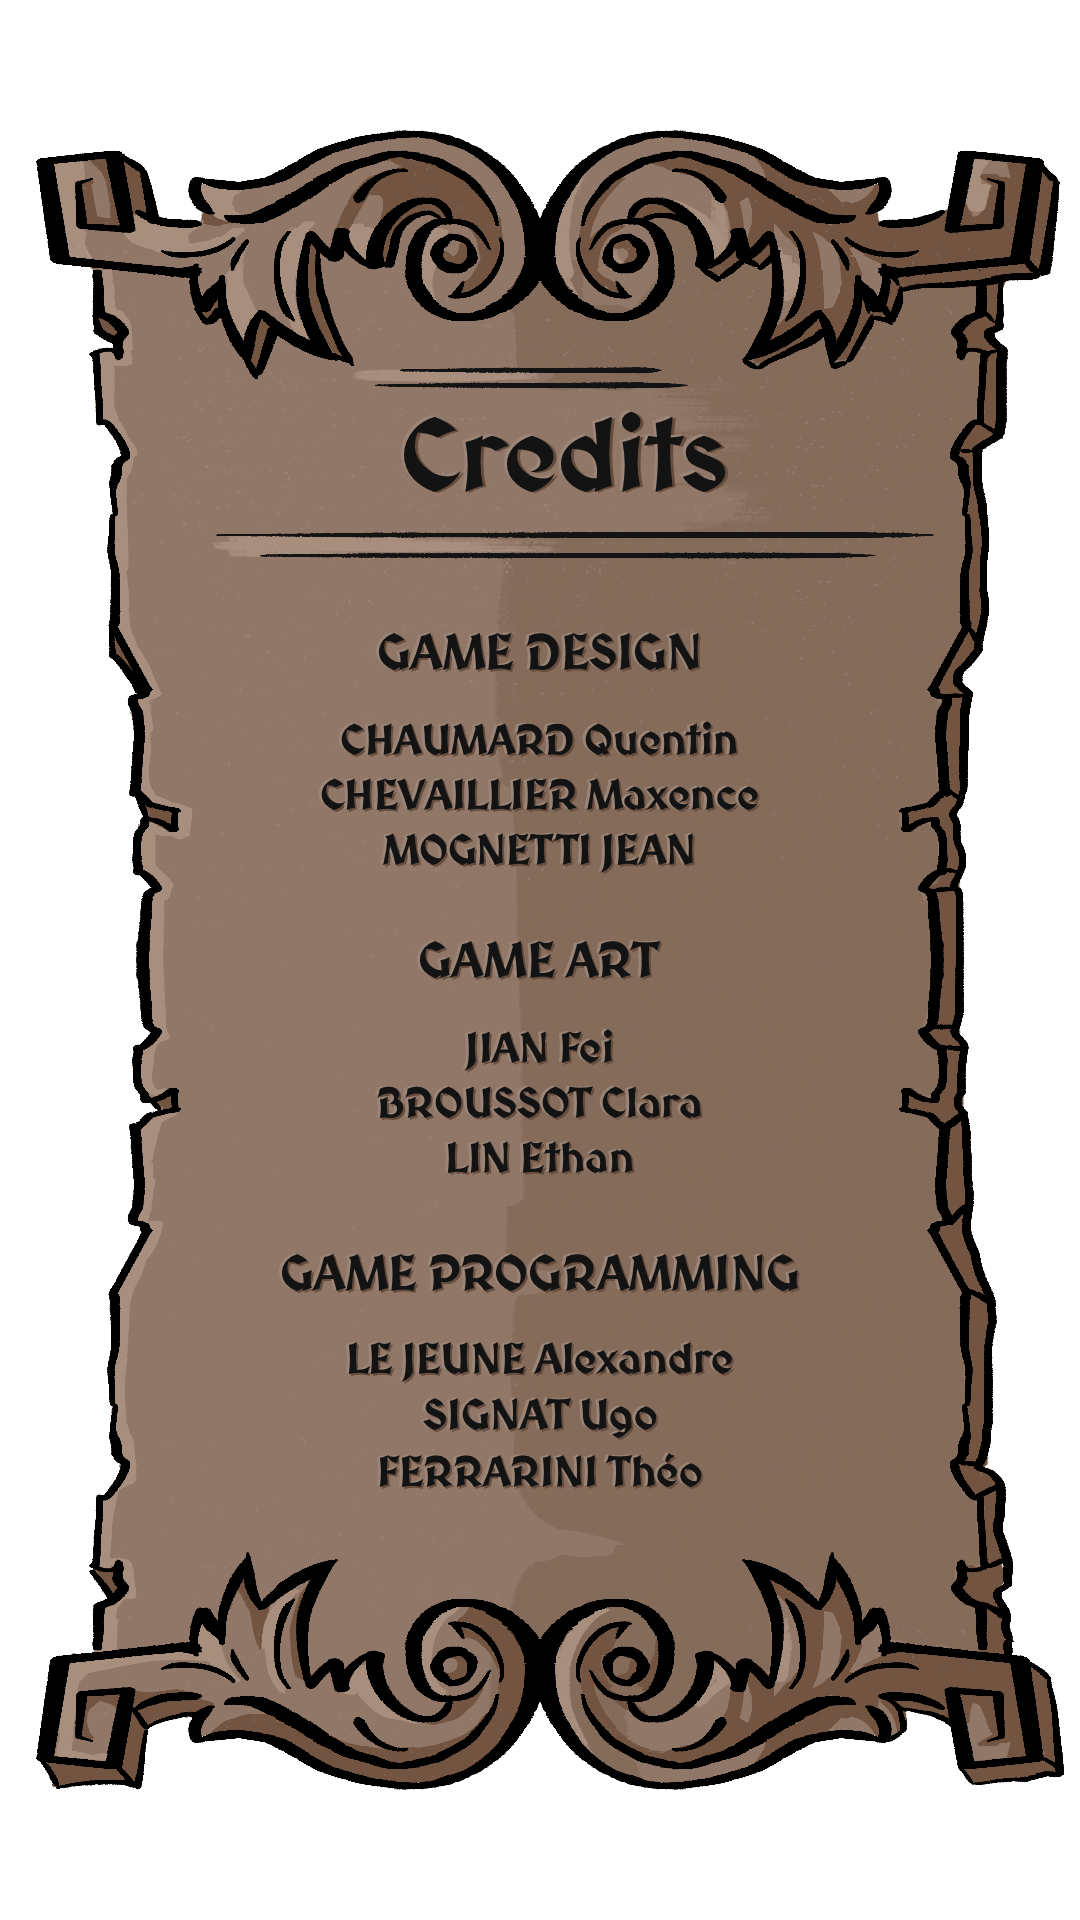 Credits
GAME DESIGN
CHAUMARD Quentin
CHEVAILLIER Maxence
MOGNETTI JEAN
GAME ART
JIAN Fei
BROUSSOT Clara
LIN Ethan
GAME PROGRAMMING
LE JEUNE Alexandre
SIGNAT Ugo
FERRARINI Théo